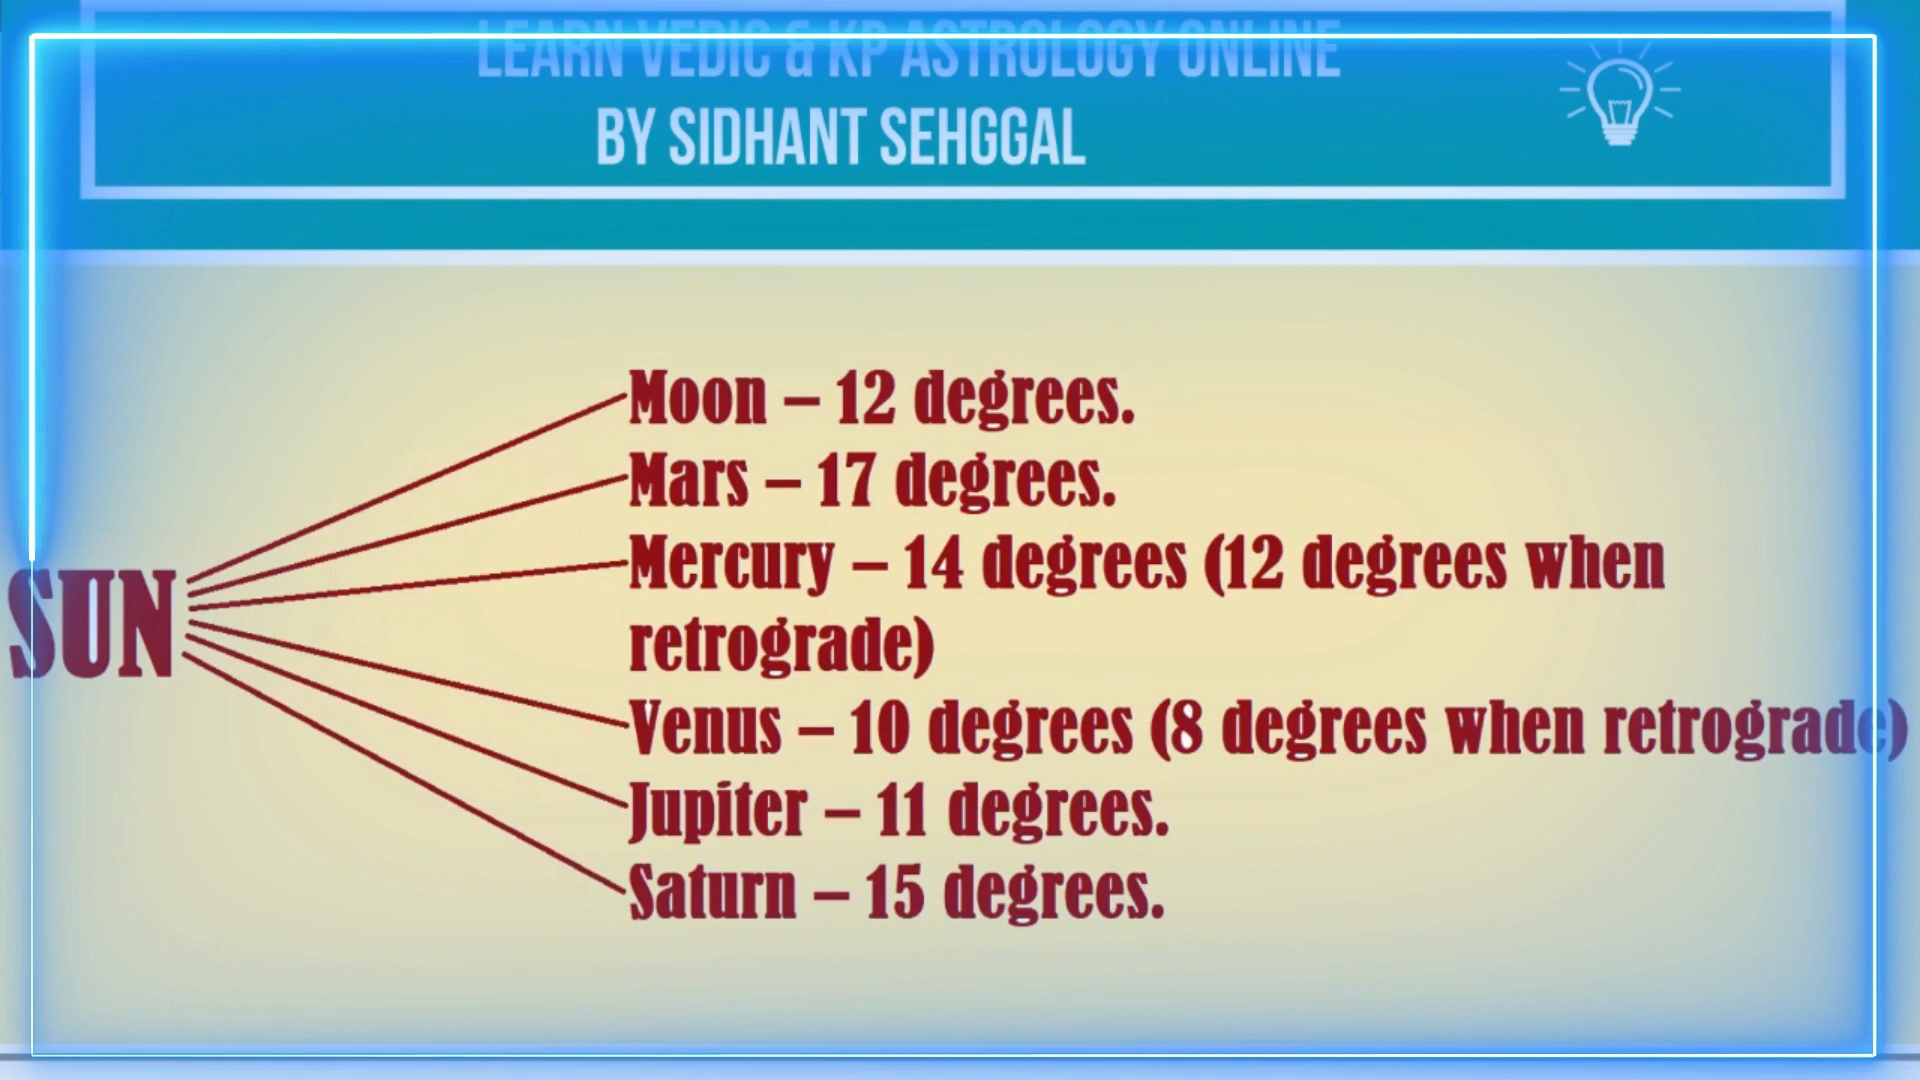 LEARN VEDIC & KP ASTROLOGY ONLINE
BY SIDHANT SEHGGAL
Moon – 12 degrees.
Mars – 17 degrees.
Mercury – 14 degrees (12 degrees when
retrograde)
SUN
Venus – 10 degrees (8 degrees when retrograde)
Jupiter – 11 degrees.
Saturn – 15 degrees.